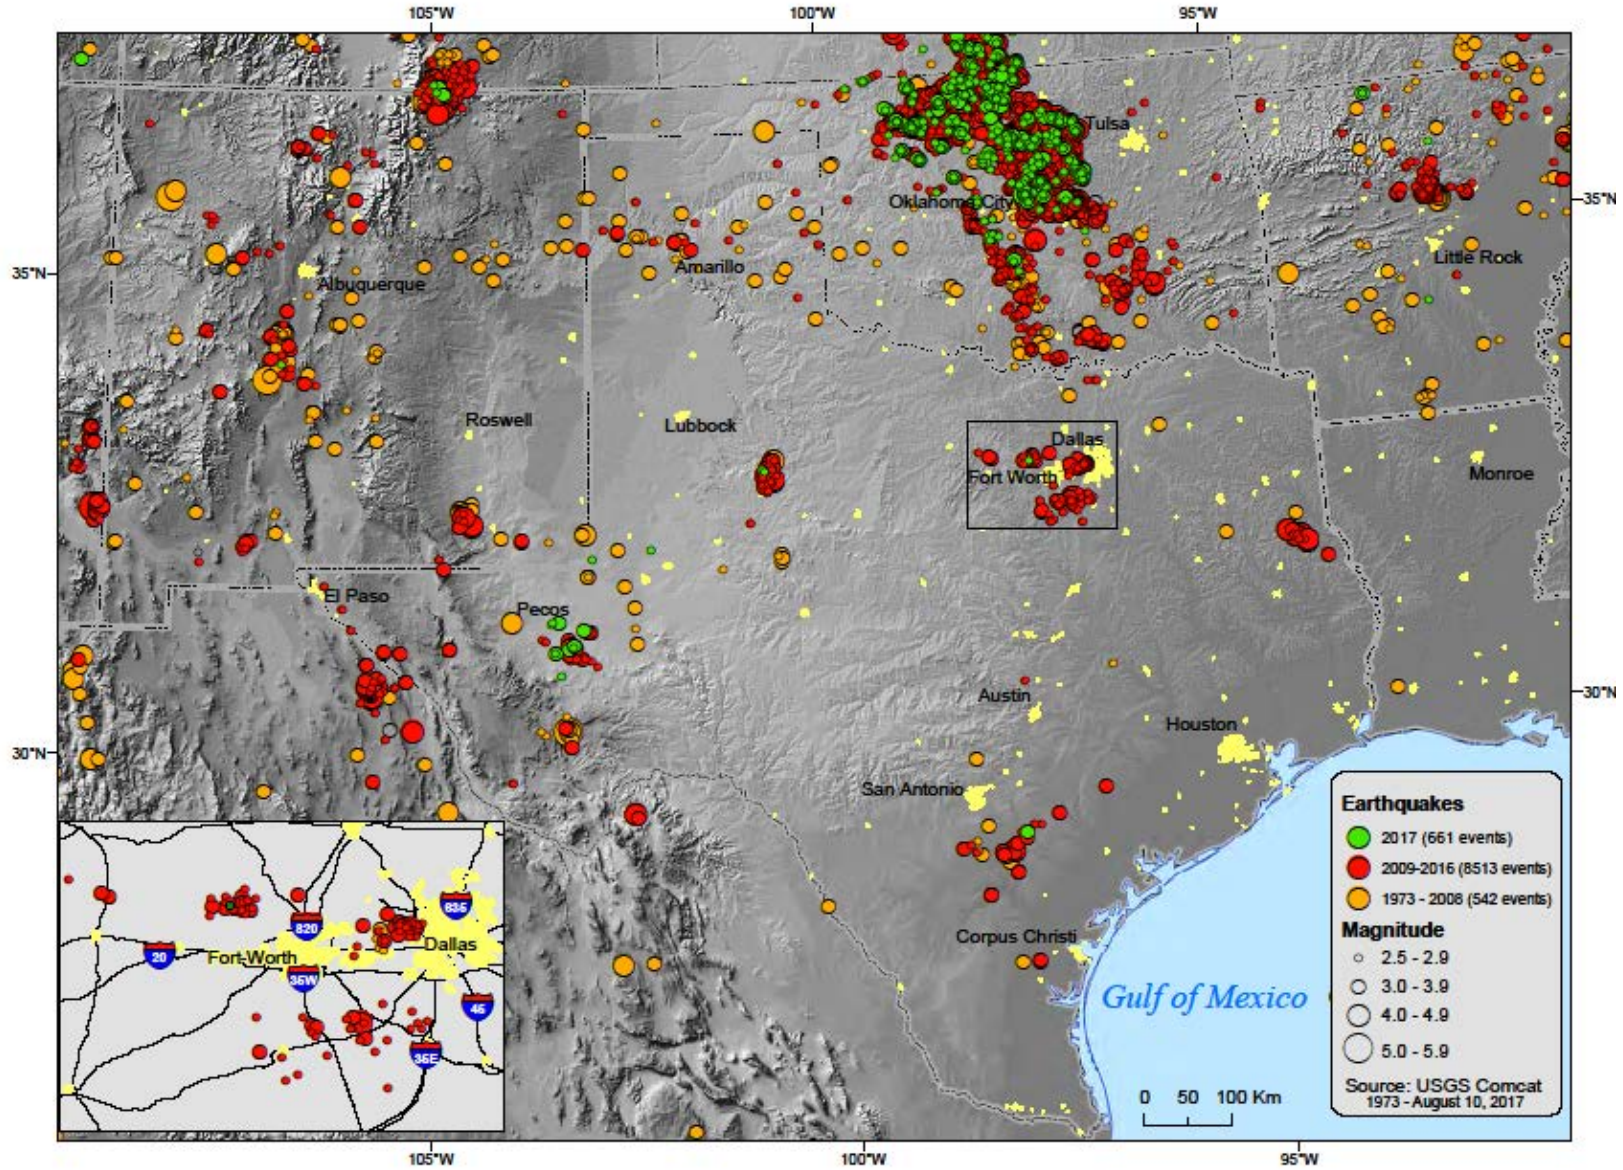 105°W 100°W 95°W
Tulsa
Oklahoma City
35°N
Little Rock
Amarillo
35°N
Albuquerque
Roswell
Lubbock
Dallas
Monroe
Fort Worth
El Paso
Pecos
Austin
30°N
Houston
30°N
San Antonio
Corpus Christi
Gulf of Mexico
0 50 100 Km
Earthquakes
2017 (661 events)
2009-2016 (8513 events)
1973 - 2008 (542 events)
Magnitude
2.5 - 2.9
3.0 - 3.9
4.0 - 4.9
5.0 - 5.9
Source: USGS Comcat
1973 - August 10, 2017
635
820
Dallas
20
Fort Worth
35W
45
35E
105°W 100°W 95°W